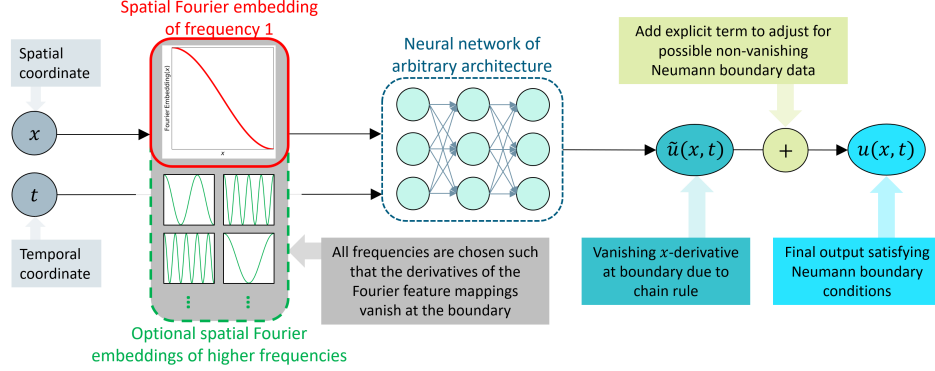 Spatial Fourier embedding
of frequency 1
Spatial
coordinate
x
Fourier Embedding(x)
x
Neural network of
arbitrary architecture
Add explicit term to adjust for
possible non-vanishing
Neumann boundary data
ũ(x, t)
+
u(x, t)
t
Temporal
coordinate
All frequencies are chosen such
that the derivatives of the
Fourier feature mappings
vanish at the boundary
Vanishing x-derivative
at boundary due to
chain rule
Final output satisfying
Neumann boundary
conditions
Optional spatial Fourier
embeddings of higher frequencies